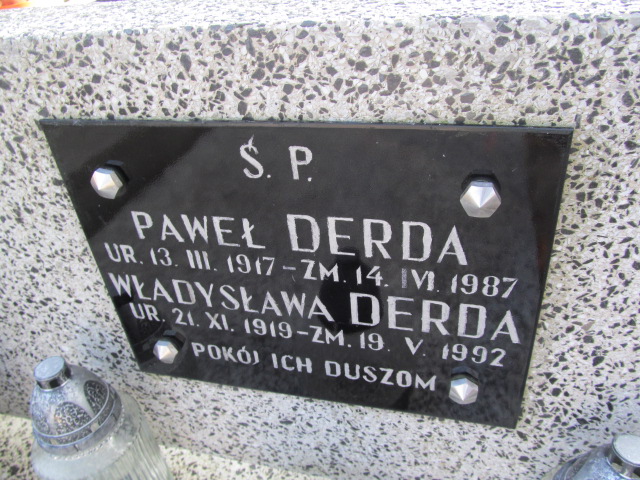 Ś. P.
PAWEŁ DERDA
UR. 13. III. 1917 - ZM. 14. VI. 1987
WŁADYSŁAWA DERDA
UR. 21. XI. 1919 - ZM. 19. V. 1992
POKÓJ ICH DUSZOM